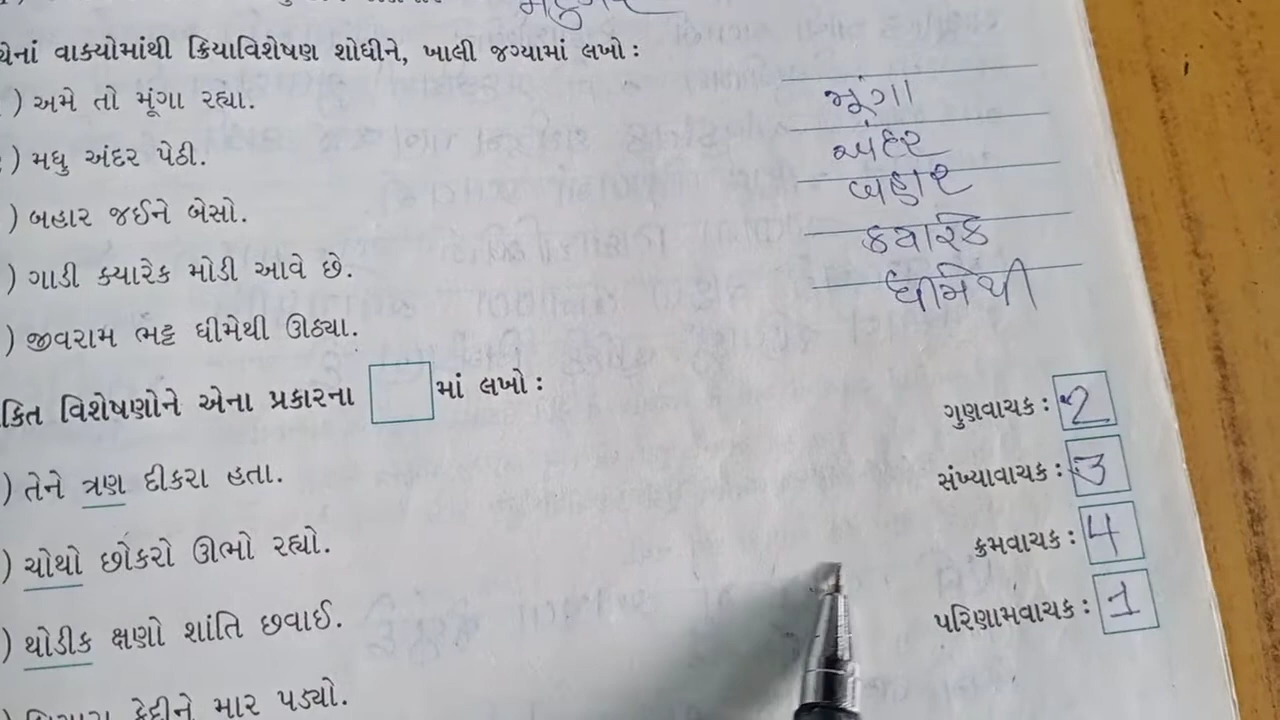 યેનાં વાક્યોમાંથી ક્રિયાવિશેષણ શોધીને, ખાલી જગ્યામાં લખો :
) અમે તો મૂંગા રહ્યા. મૂંગા
) મધુ અંદર પેઠી. અંદર
) બહાર જઈને બેસો. બહાર
) ગાડી ક્યારેક મોડી આવે છે. કયારેક
) જીવરામ ભટ્ટ ધીમેથી ઊઠ્યા. ધીમેથી
કિત વિશેષણોને એના પ્રકારના માં લખો :
ગુણવાચક : 2
) તેને ત્રણ દીકરા હતા. સંખ્યાવાચક : 3
) ચોથો છોકરો ઊભો રહ્યો. ક્રમવાચક : 4
) થોડીક ક્ષણો શાંતિ છવાઈ. પરિણામવાચક : 1
કેદીને માર પડ્યો.